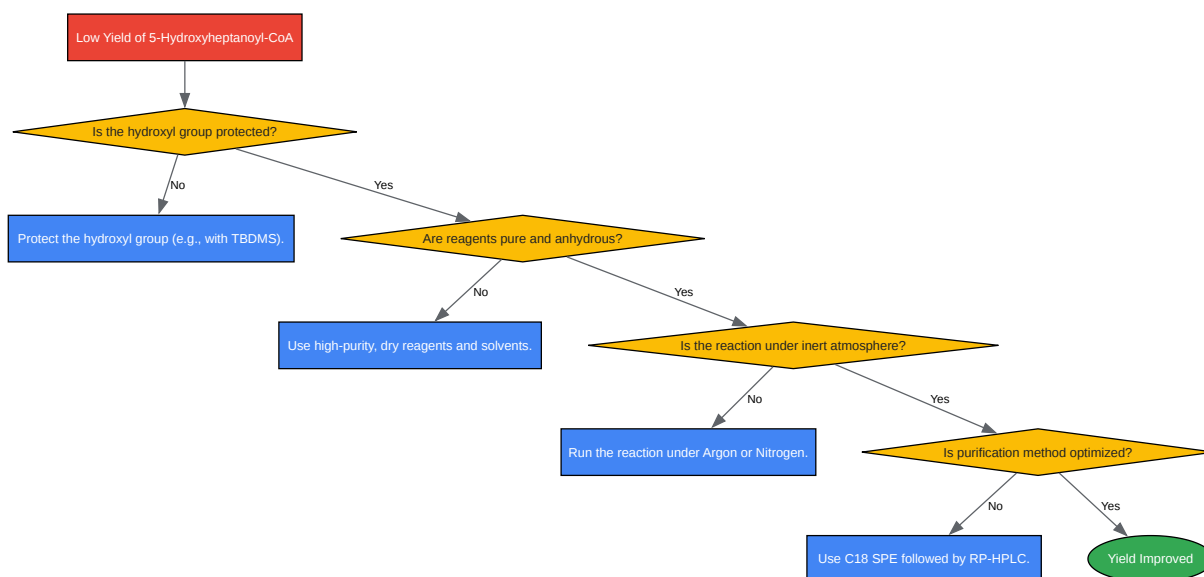 Low Yield of 5-Hydroxyheptanoyl-CoA
Is the hydroxyl group protected?
No
Yes
Protect the hydroxyl group (e.g., with TBDMS).
Are reagents pure and anhydrous?
No
Yes
Use high-purity, dry reagents and solvents.
Is the reaction under inert atmosphere?
No
Yes
Run the reaction under Argon or Nitrogen.
Is purification method optimized?
No
Yes
Use C18 SPE followed by RP-HPLC.
Yield Improved